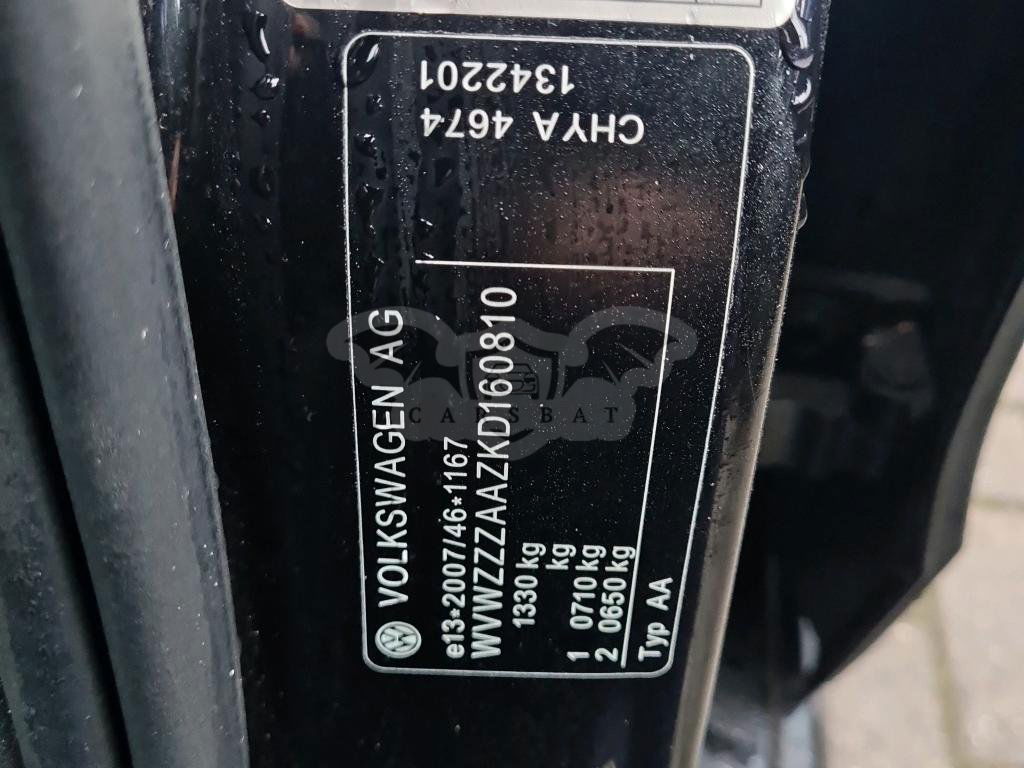 VOLKSWAGEN AG
e13*2007/46*1167
WVWZZZAAZKD160810
1330 kg
kg
1 0710 kg
2 0650 kg
Typ AA
CHYA 4674
1342201
CARSBAT